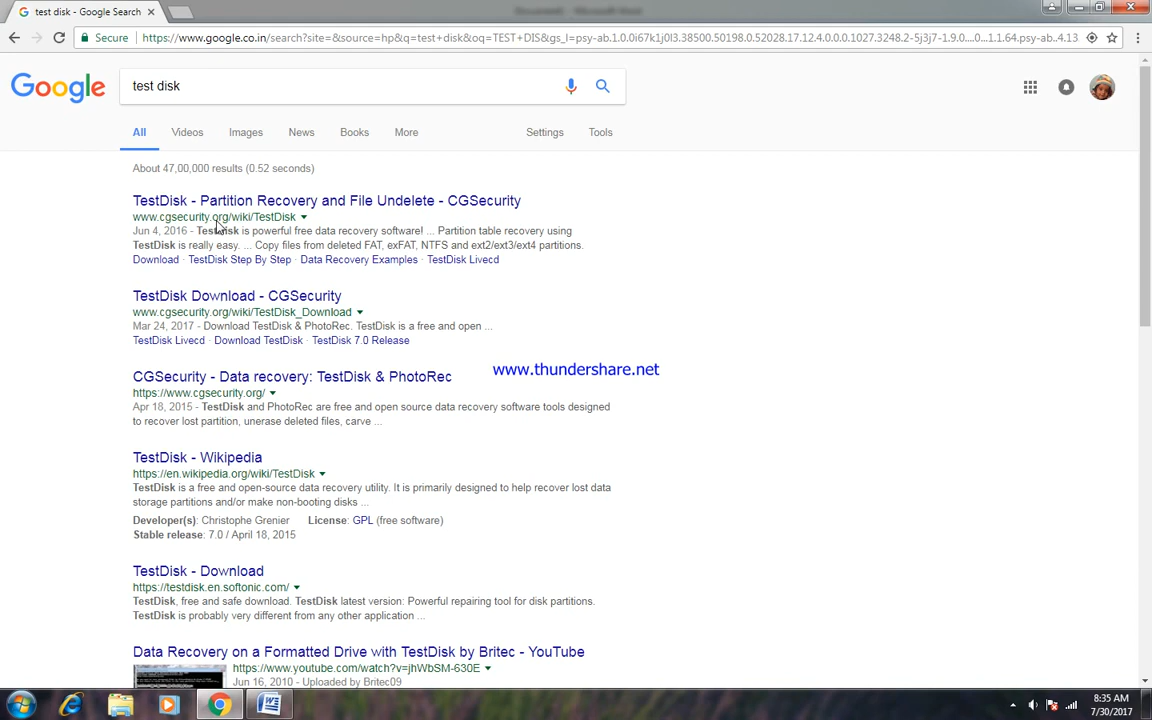 test disk - Google Search
Document1 - Microsoft Word
Secure
https://www.google.co.in/search?site=&source=hp&q=test+disk&oq=TEST+DIS&gs_l=psy-ab.1.0.0i67k1j0l3.38500.50198.0.52028.17.12.4.0.0.0.1027.3248.2-5j3j7-1.9.0....0...1.1.64.psy-ab..4.13
Google
test disk
All Videos Images News Books More Settings Tools
About 47,00,000 results (0.52 seconds)
TestDisk - Partition Recovery and File Undelete - CGSecurity
www.cgsecurity.org/wiki/TestDisk
Jun 4, 2016 - TestDisk is powerful free data recovery software! ... Partition table recovery using
TestDisk is really easy. ... Copy files from deleted FAT, exFAT, NTFS and ext2/ext3/ext4 partitions.
Download · TestDisk Step By Step · Data Recovery Examples · TestDisk Livecd
TestDisk Download - CGSecurity
www.cgsecurity.org/wiki/TestDisk_Download
Mar 24, 2017 - Download TestDisk & PhotoRec. TestDisk is a free and open ...
TestDisk Livecd · Download TestDisk · TestDisk 7.0 Release
www.thundershare.net
CGSecurity - Data recovery: TestDisk & PhotoRec
https://www.cgsecurity.org/
Apr 18, 2015 - TestDisk and PhotoRec are free and open source data recovery software tools designed
to recover lost partition, unerase deleted files, carve ...
TestDisk - Wikipedia
https://en.wikipedia.org/wiki/TestDisk
TestDisk is a free and open-source data recovery utility. It is primarily designed to help recover lost data
storage partitions and/or make non-booting disks ...
Developer(s): Christophe Grenier License: GPL (free software)
Stable release: 7.0 / April 18, 2015
TestDisk - Download
https://testdisk.en.softonic.com/
TestDisk, free and safe download. TestDisk latest version: Powerful repairing tool for disk partitions.
TestDisk is probably very different from any other application ...
Data Recovery on a Formatted Drive with TestDisk by Britec - YouTube
https://www.youtube.com/watch?v=jhWbSM-630E
Jun 16, 2010 - Uploaded by Britec09
8:35 AM
7/30/2017